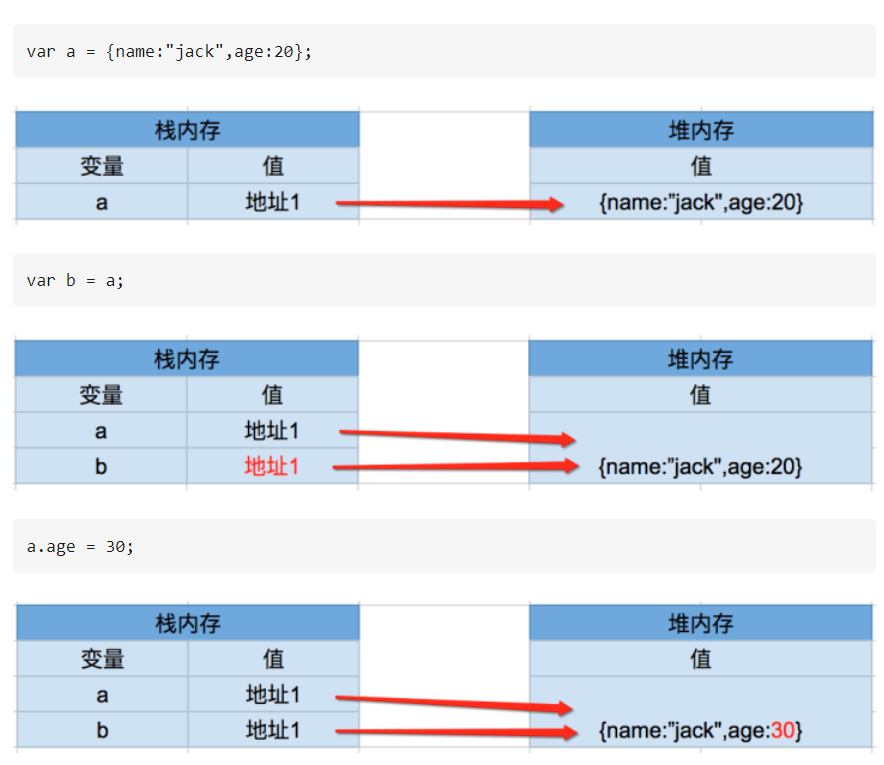 var a = {name:"jack",age:20};
栈内存 堆内存
变量 值 值
a 地址1 {name:"jack",age:20}
var b = a;
栈内存 堆内存
变量 值 值
a 地址1
b 地址1 {name:"jack",age:20}
a.age = 30;
栈内存 堆内存
变量 值 值
a 地址1
b 地址1 {name:"jack",age:30}